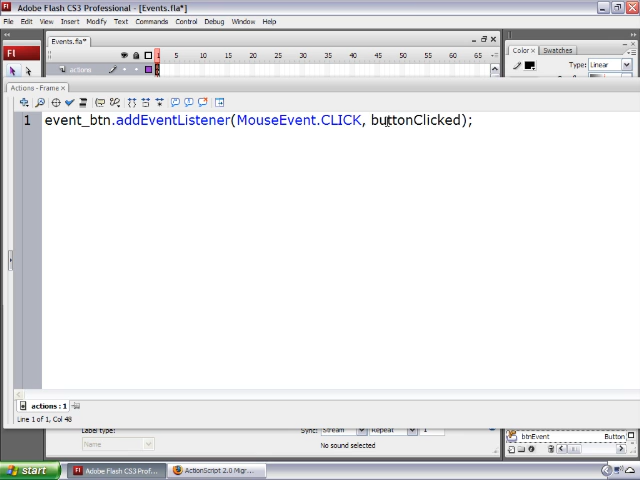 Adobe Flash CS3 Professional - [Events.fla*]
File Edit View Insert Modify Text Commands Control Debug Window Help
Fl
Events.fla*
1 5 10 15 20 25 30 35 40 45 50 55 60 65
actions
Color × Swatches
Type: Linear
Actions - Frame ×
1 event_btn.addEventListener(MouseEvent.CLICK, buttonClicked);
actions : 1
Line 1 of 1, Col 48
Label type:
Name
Sync: Stream Repeat 1
No sound selected
btnEvent Button
start
Adobe Flash CS3 Prof...
ActionScript 2.0 Migr...